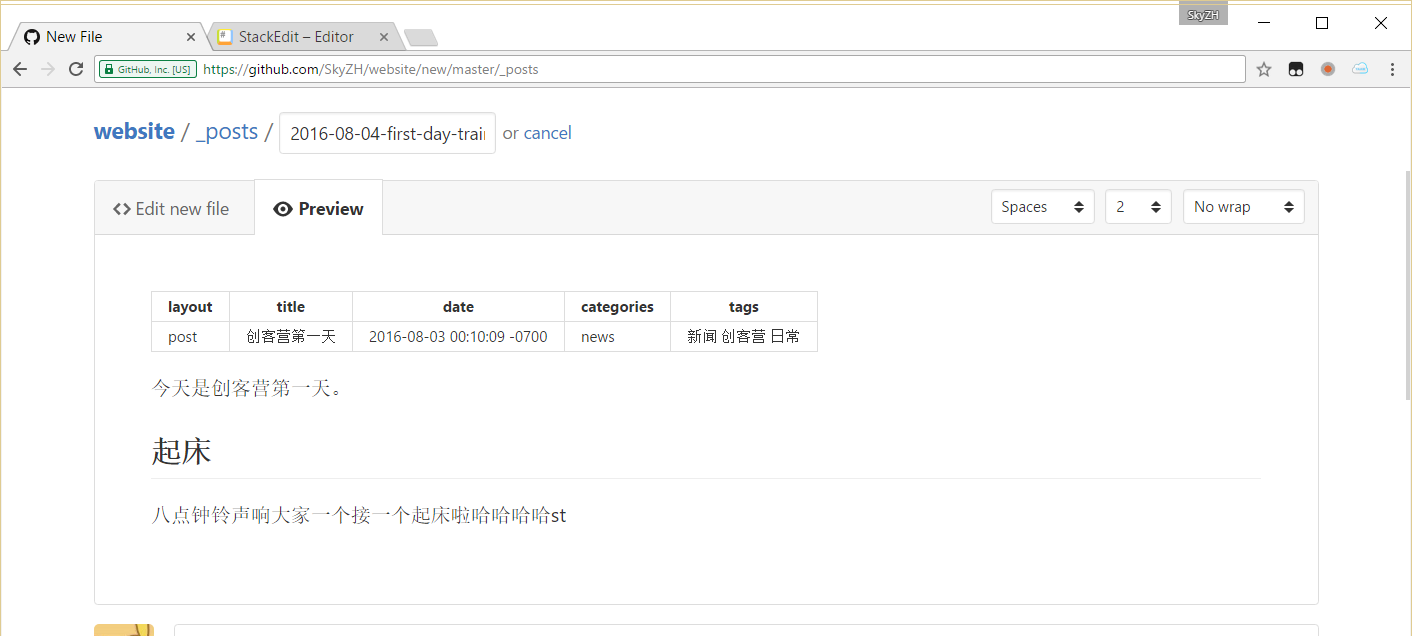 SkyZH
New File
StackEdit – Editor
GitHub, Inc. [US] https://github.com/SkyZH/website/new/master/_posts
website / _posts / 2016-08-04-first-day-trai or cancel
Edit new file Preview Spaces 2 No wrap
layout title date categories tags
post 创客营第一天 2016-08-03 00:10:09 -0700 news 新闻 创客营 日常
今天是创客营第一天。
起床
八点钟铃声响大家一个接一个起床啦哈哈哈哈st